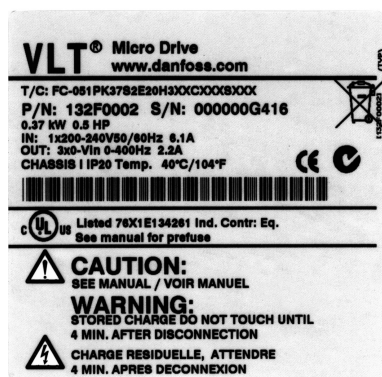 VLT® Micro Drive
www.danfoss.com
T/C: FC-051PK37S2E20H3XXCXXXSXXX
P/N: 132F0002 S/N: 000000G416
0.37 kW 0.5 HP
IN: 1x200-240V50/60Hz 6.1A
OUT: 3x0-Vin 0-400Hz 2.2A
CHASSIS I IP20 Temp. 40°C/104°F
CE
c UL US Listed 76X1E134261 Ind. Contr: Eq.
See manual for prefuse
CAUTION:
SEE MANUAL / VOIR MANUEL
WARNING:
STORED CHARGE DO NOT TOUCH UNTIL
4 MIN. AFTER DISCONNECTION
CHARGE RESIDUELLE, ATTENDRE
4 MIN. APRES DECONNEXION